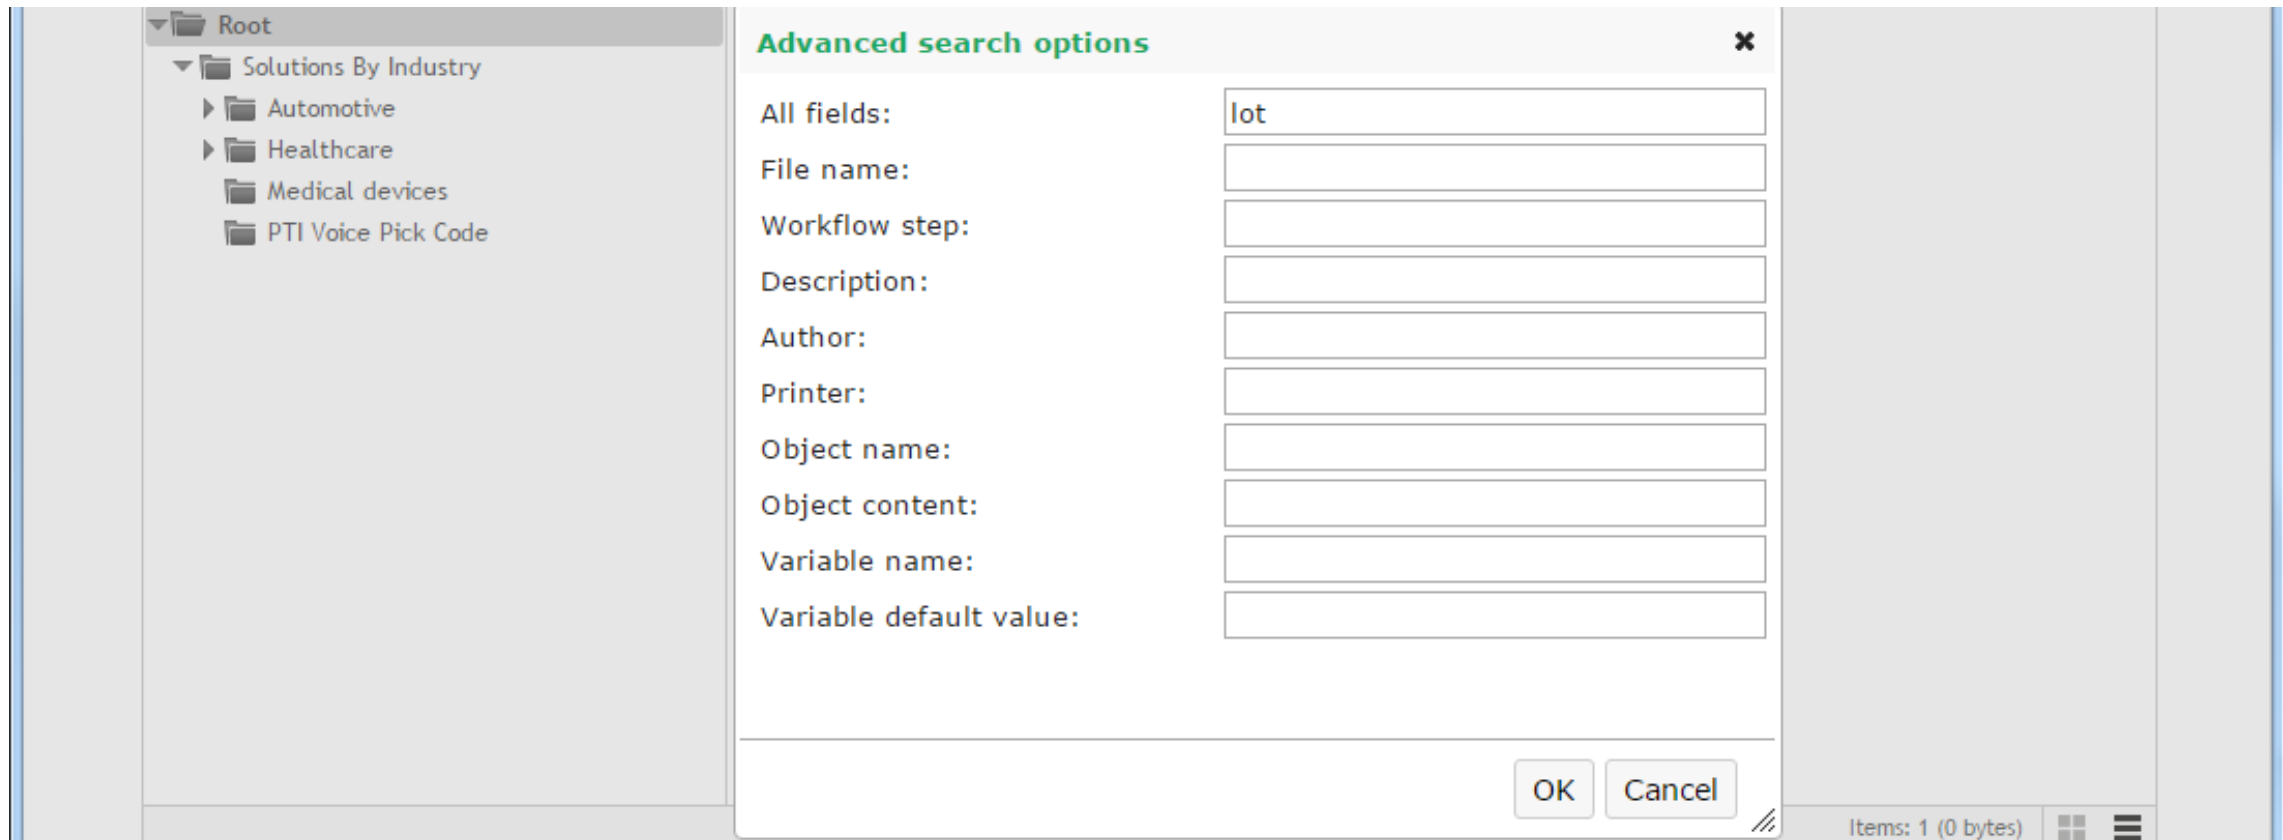 Root
Solutions By Industry
Automotive
Healthcare
Medical devices
PTI Voice Pick Code
Advanced search options
All fields: lot
File name:
Workflow step:
Description:
Author:
Printer:
Object name:
Object content:
Variable name:
Variable default value:
OK Cancel
Items: 1 (0 bytes)